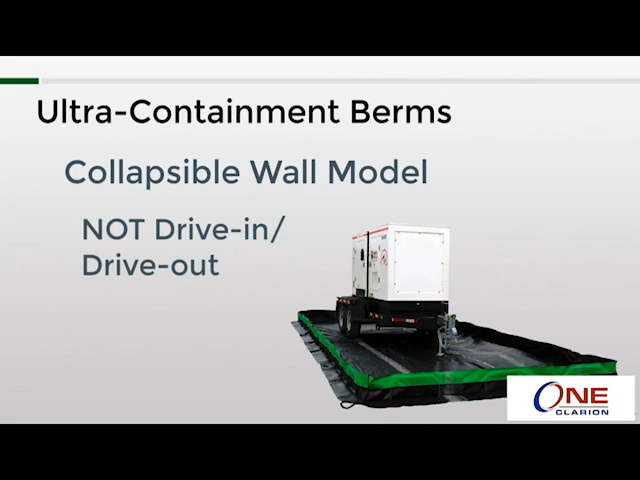 Ultra-Containment Berms
Collapsible Wall Model
NOT Drive-in/
Drive-out
ONE
CLARION